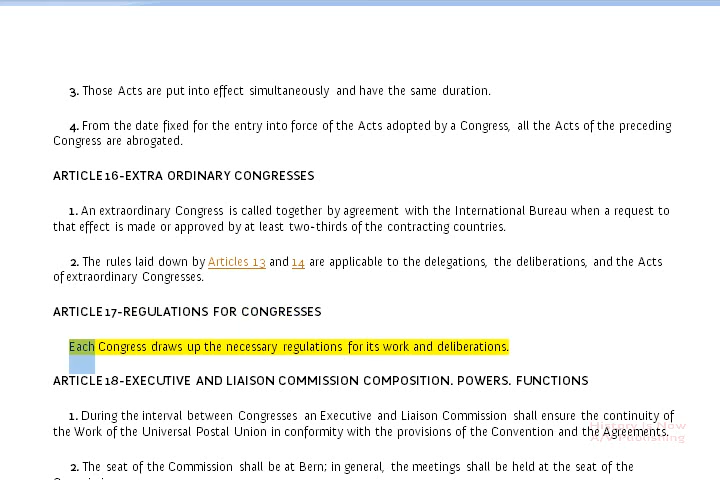 3. Those Acts are put into effect simultaneously and have the same duration.
4. From the date fixed for the entry into force of the Acts adopted by a Congress, all the Acts of the preceding
Congress are abrogated.
ARTICLE 16-EXTRA ORDINARY CONGRESSES
1. An extraordinary Congress is called together by agreement with the International Bureau when a request to
that effect is made or approved by at least two-thirds of the contracting countries.
2. The rules laid down by Articles 13 and 14 are applicable to the delegations, the deliberations, and the Acts
of extraordinary Congresses.
ARTICLE 17-REGULATIONS FOR CONGRESSES
Each Congress draws up the necessary regulations for its work and deliberations.
ARTICLE 18-EXECUTIVE AND LIAISON COMMISSION COMPOSITION. POWERS. FUNCTIONS
1. During the interval between Congresses an Executive and Liaison Commission shall ensure the continuity of
the Work of the Universal Postal Union in conformity with the provisions of the Convention and the Agreements.
History Is Now
A/V Publishing
2. The seat of the Commission shall be at Bern; in general, the meetings shall be held at the seat of the